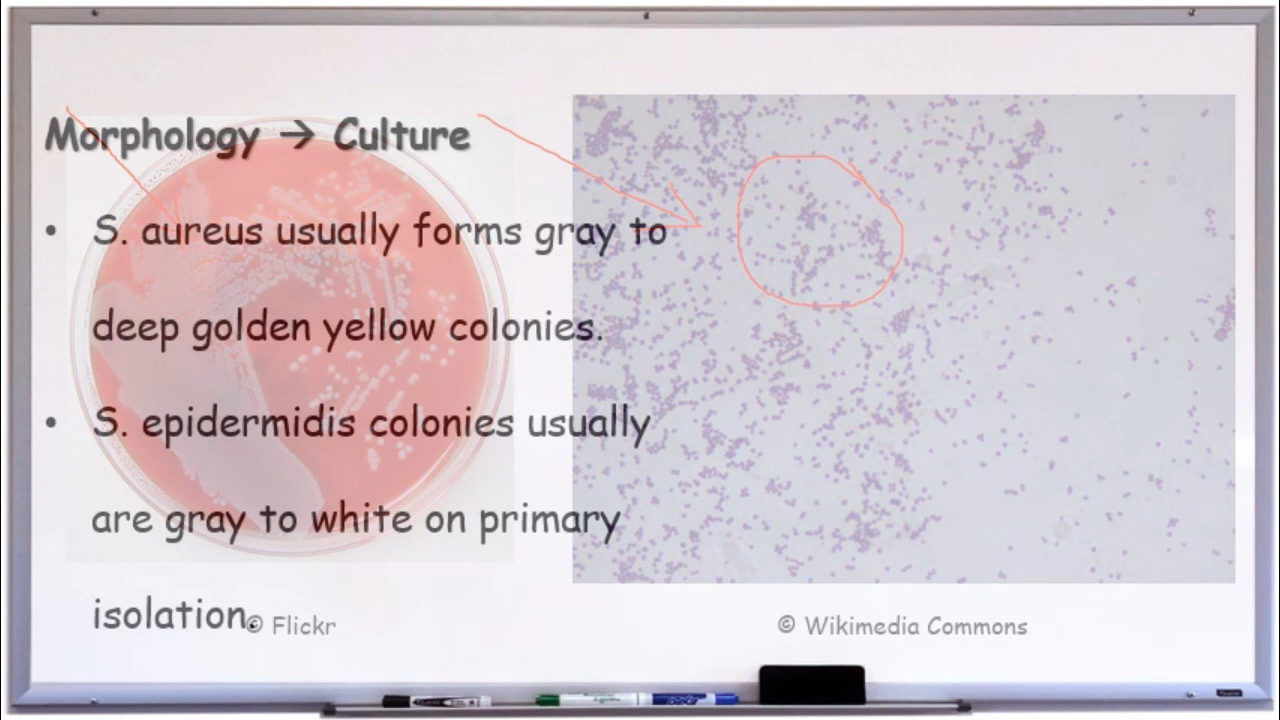 Morphology → Culture
• S. aureus usually forms gray to
deep golden yellow colonies.
• S. epidermidis colonies usually
are gray to white on primary
isolation.
© Flickr
© Wikimedia Commons